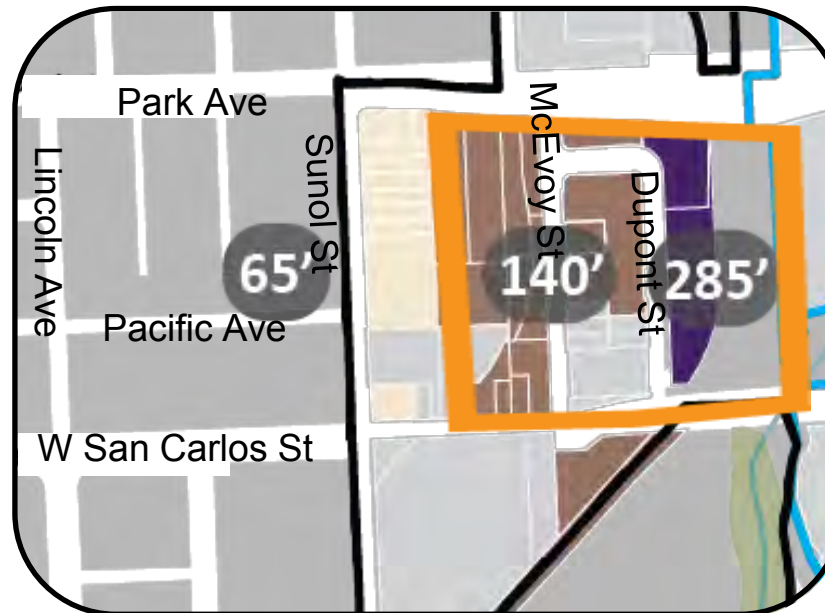 Park Ave
Lincoln Ave
Sunol St
McEvoy St
Dupont St
65’
140’
285’
Pacific Ave
W San Carlos St